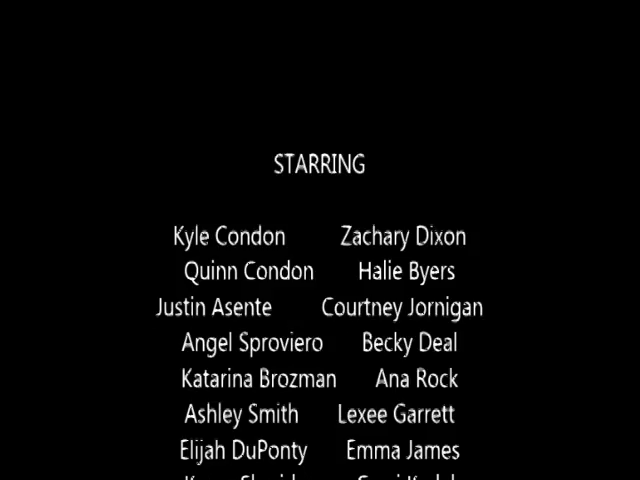 STARRING
Kyle Condon Zachary Dixon
Quinn Condon Halie Byers
Justin Asente Courtney Jornigan
Angel Sproviero Becky Deal
Katarina Brozman Ana Rock
Ashley Smith Lexee Garrett
Elijah DuPonty Emma James